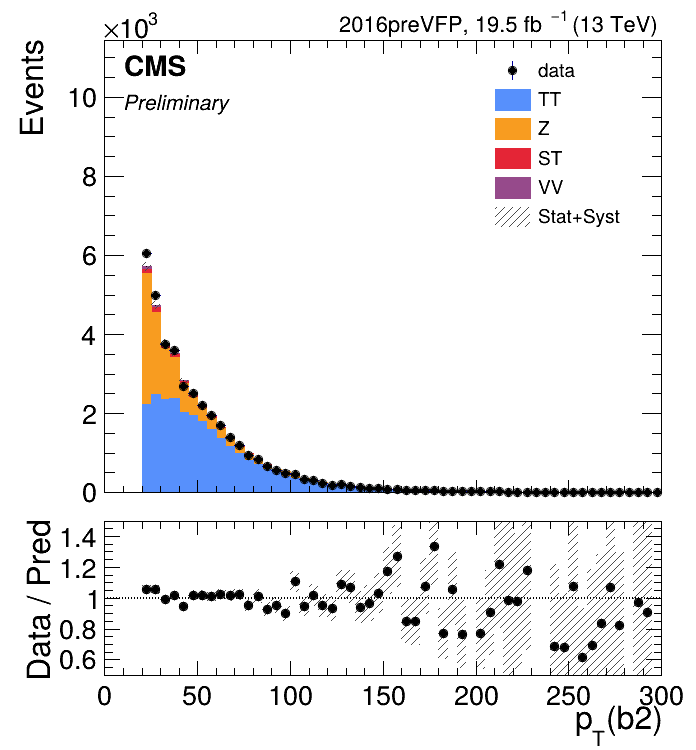 ×10³
2016preVFP, 19.5 fb ⁻¹ (13 TeV)
CMS
Preliminary
data
TT
Z
ST
VV
Stat+Syst
Events
10
8
6
4
2
0
Data / Pred
1.4
1.2
1
0.8
0.6
0 50 100 150 200 250 300
p_T(b2)